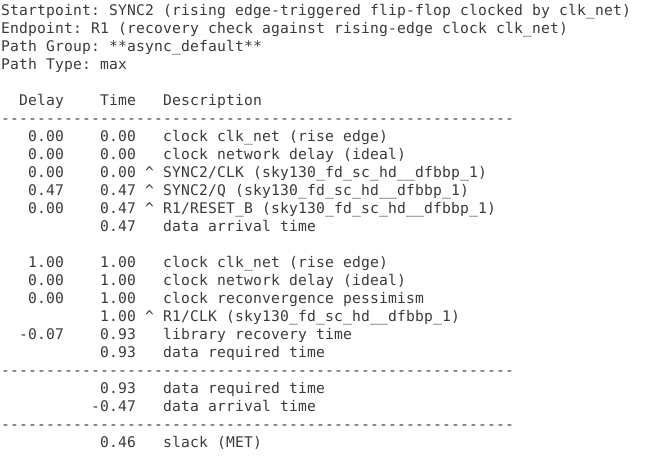 Startpoint: SYNC2 (rising edge-triggered flip-flop clocked by clk_net)
Endpoint: R1 (recovery check against rising-edge clock clk_net)
Path Group: **async_default**
Path Type: max

  Delay    Time   Description
---------------------------------------------------------
   0.00    0.00   clock clk_net (rise edge)
   0.00    0.00   clock network delay (ideal)
   0.00    0.00 ^ SYNC2/CLK (sky130_fd_sc_hd__dfbbp_1)
   0.47    0.47 ^ SYNC2/Q (sky130_fd_sc_hd__dfbbp_1)
   0.00    0.47 ^ R1/RESET_B (sky130_fd_sc_hd__dfbbp_1)
           0.47   data arrival time

   1.00    1.00   clock clk_net (rise edge)
   0.00    1.00   clock network delay (ideal)
   0.00    1.00   clock reconvergence pessimism
           1.00 ^ R1/CLK (sky130_fd_sc_hd__dfbbp_1)
  -0.07    0.93   library recovery time
           0.93   data required time
---------------------------------------------------------
           0.93   data required time
          -0.47   data arrival time
---------------------------------------------------------
           0.46   slack (MET)